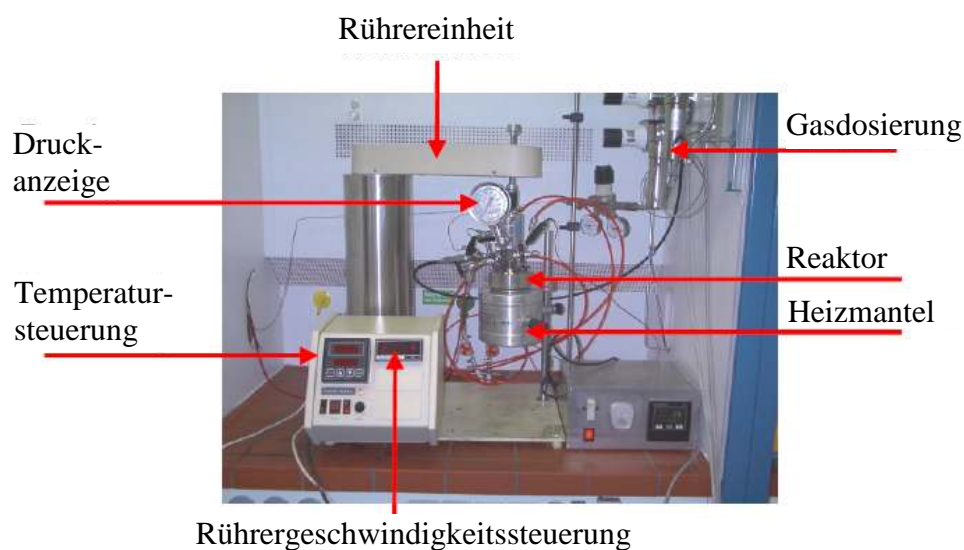 Rührereinheit
Druck-
anzeige
Gasdosierung
Reaktor
Temperatur-
steuerung
Heizmantel
Rührergeschwindigkeitssteuerung